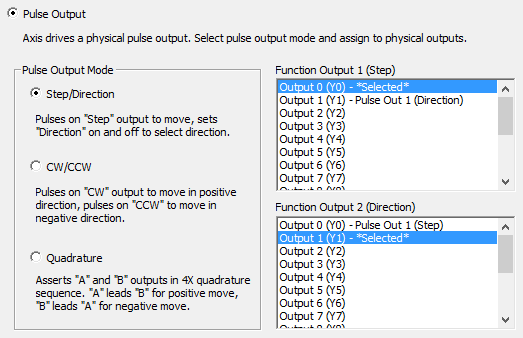 Pulse Output
Axis drives a physical pulse output. Select pulse output mode and assign to physical outputs.
Pulse Output Mode
Step/Direction
Pulses on "Step" output to move, sets
"Direction" on and off to select direction.
CW/CCW
Pulses on "CW" output to move in positive
direction, pulses on "CCW" to move in
negative direction.
Quadrature
Asserts "A" and "B" outputs in 4X quadrature
sequence. "A" leads "B" for positive move,
"B" leads "A" for negative move.
Function Output 1 (Step)
Output 0 (Y0) - *Selected*
Output 1 (Y1) - Pulse Out 1 (Direction)
Output 2 (Y2)
Output 3 (Y3)
Output 4 (Y4)
Output 5 (Y5)
Output 6 (Y6)
Output 7 (Y7)
Function Output 2 (Direction)
Output 0 (Y0) - Pulse Out 1 (Step)
Output 1 (Y1) - *Selected*
Output 2 (Y2)
Output 3 (Y3)
Output 4 (Y4)
Output 5 (Y5)
Output 6 (Y6)
Output 7 (Y7)